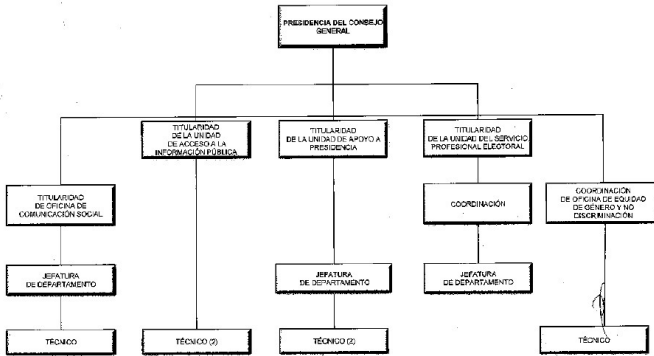 PRESIDENCIA DEL CONSEJO
GENERAL
TITULARIDAD
DE LA UNIDAD
DE ACCESO A LA
INFORMACIÓN PÚBLICA
TITULARIDAD
DE LA UNIDAD DE APOYO A
PRESIDENCIA
TITULARIDAD
DE LA UNIDAD DEL SERVICIO
PROFESIONAL ELECTORAL
TITULARIDAD
DE OFICINA DE
COMUNICACIÓN SOCIAL
COORDINACIÓN
COORDINACIÓN
DE OFICINA DE EQUIDAD
DE GÉNERO Y NO
DISCRIMINACIÓN
JEFATURA
DE DEPARTAMENTO
JEFATURA
DE DEPARTAMENTO
JEFATURA
DE DEPARTAMENTO
TÉCNICO
TÉCNICO (2)
TÉCNICO (2)
TÉCNICO